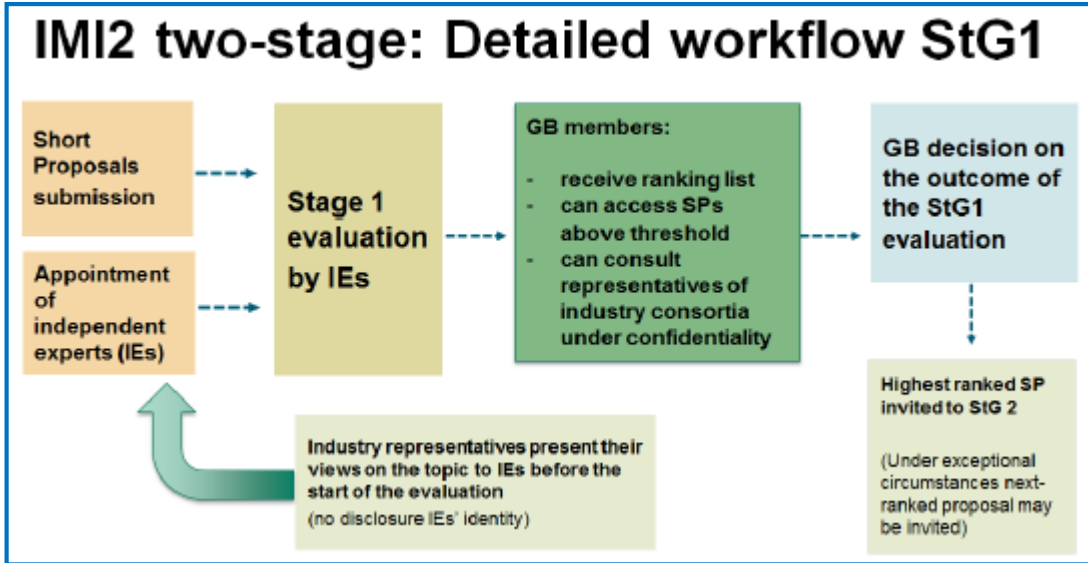 IMI2 two-stage: Detailed workflow StG1
Short
Proposals
submission
Appointment
of
independent
experts (IEs)
Stage 1
evaluation
by IEs
GB members:
- receive ranking list
- can access SPs
above threshold
- can consult
representatives of
industry consortia
under confidentiality
GB decision on
the outcome of
the StG1
evaluation
Highest ranked SP
invited to StG 2
(Under exceptional
circumstances next-
ranked proposal may
be invited)
Industry representatives present their
views on the topic to IEs before the
start of the evaluation
(no disclosure IEs' identity)